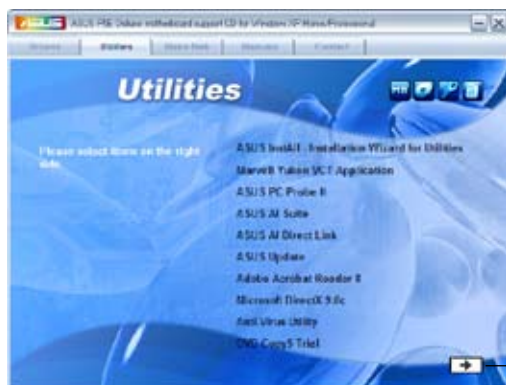 ASUS P5E Deluxe motherboard support CD for Windows XP Home/Professional
Drivers Utilities Make Disk Manuals Contact
Utilities
Please select items on the right side.
ASUS InstAll - Installation Wizard for Utilities
Marvell Yukon VCT Application
ASUS PC Probe II
ASUS AI Suite
ASUS AI Direct Link
ASUS Update
Adobe Acrobat Reader 8
Microsoft DirectX 9.0c
Anti Virus Utility
DVD Copy5 Trial